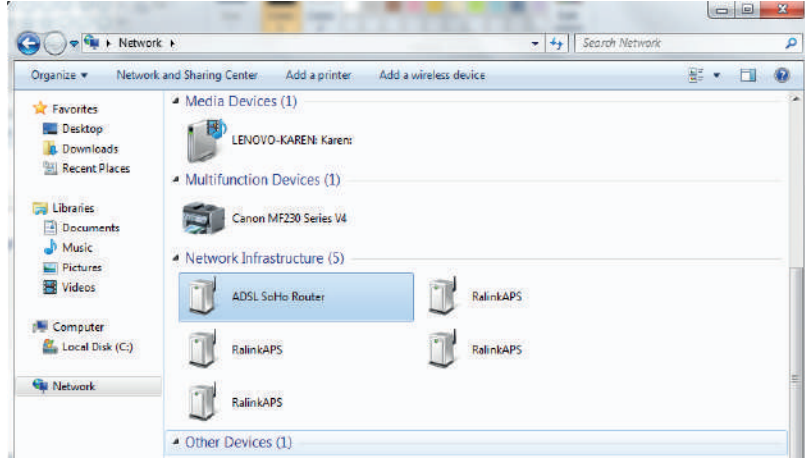 Network
Search Network
Organize
Network and Sharing Center
Add a printer
Add a wireless device
Favorites
Desktop
Downloads
Recent Places
Libraries
Documents
Music
Pictures
Videos
Computer
Local Disk (C:)
Network
Media Devices (1)
LENOVO-KAREN: Karen:
Multifunction Devices (1)
Canon MF230 Series V4
Network Infrastructure (5)
ADSL SoHo Router
RalinkAPS
RalinkAPS
RalinkAPS
RalinkAPS
Other Devices (1)